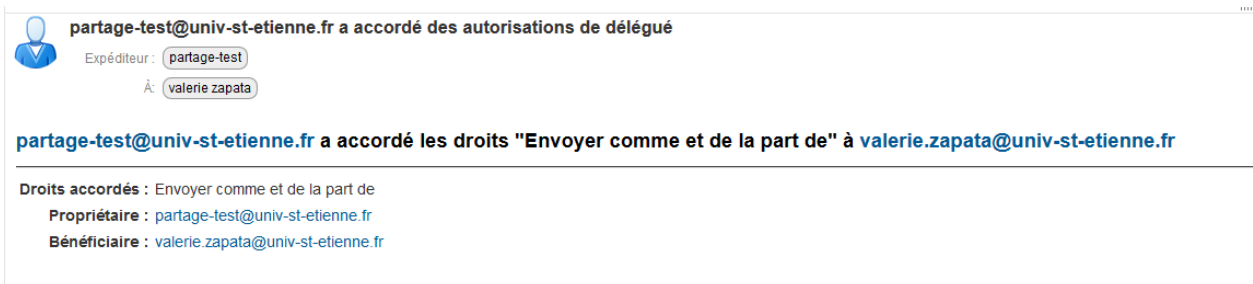 partage-test@univ-st-etienne.fr a accordé des autorisations de délégué
Expéditeur : partage-test
À: valerie zapata
partage-test@univ-st-etienne.fr a accordé les droits "Envoyer comme et de la part de" à valerie.zapata@univ-st-etienne.fr
Droits accordés : Envoyer comme et de la part de
Propriétaire : partage-test@univ-st-etienne.fr
Bénéficiaire : valerie.zapata@univ-st-etienne.fr